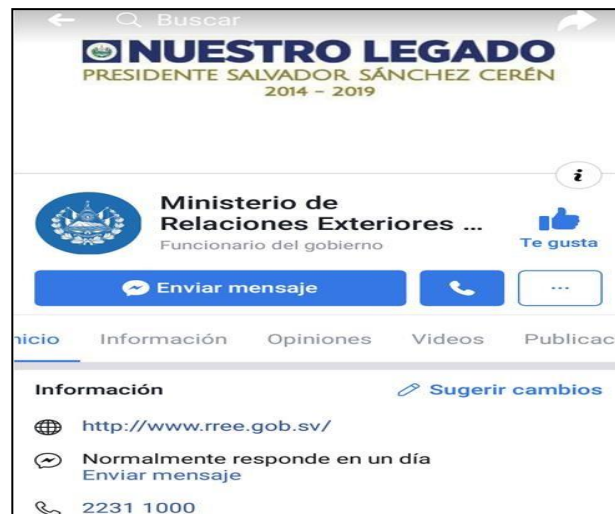 Buscar
NUESTRO LEGADO
PRESIDENTE SALVADOR SÁNCHEZ CERÉN
2014 - 2019
Ministerio de
Relaciones Exteriores ...
Funcionario del gobierno
Te gusta
Enviar mensaje
...
nicio Información Opiniones Videos Publicac
Información Sugerir cambios
http://www.rree.gob.sv/
Normalmente responde en un día
Enviar mensaje
2231 1000